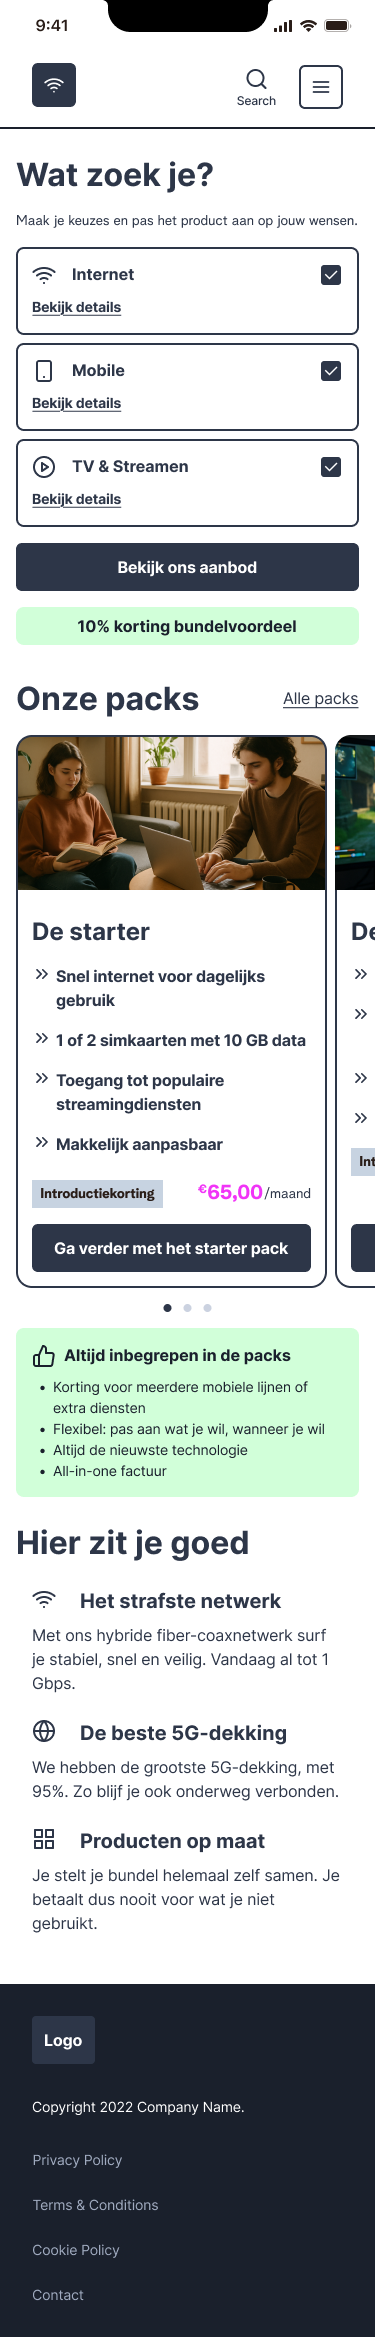 9:41
Search
Wat zoek je?
Maak je keuzes en pas het product aan op jouw wensen.
Internet
Bekijk details
Mobile
Bekijk details
TV & Streamen
Bekijk details
Bekijk ons aanbod
10% korting bundelvoordeel
Onze packs
Alle packs
De starter
Snel internet voor dagelijks
gebruik
1 of 2 simkaarten met 10 GB data
Toegang tot populaire
streamingdiensten
Makkelijk aanpasbaar
Introductiekorting
€65,00/maand
Ga verder met het starter pack
De
Int
Altijd inbegrepen in de packs
• Korting voor meerdere mobiele lijnen of
extra diensten
• Flexibel: pas aan wat je wil, wanneer je wil
• Altijd de nieuwste technologie
• All-in-one factuur
Hier zit je goed
Het strafste netwerk
Met ons hybride fiber-coaxnetwerk surf
je stabiel, snel en veilig. Vandaag al tot 1
Gbps.
De beste 5G-dekking
We hebben de grootste 5G-dekking, met
95%. Zo blijf je ook onderweg verbonden.
Producten op maat
Je stelt je bundel helemaal zelf samen. Je
betaalt dus nooit voor wat je niet
gebruikt.
Logo
Copyright 2022 Company Name.
Privacy Policy
Terms & Conditions
Cookie Policy
Contact